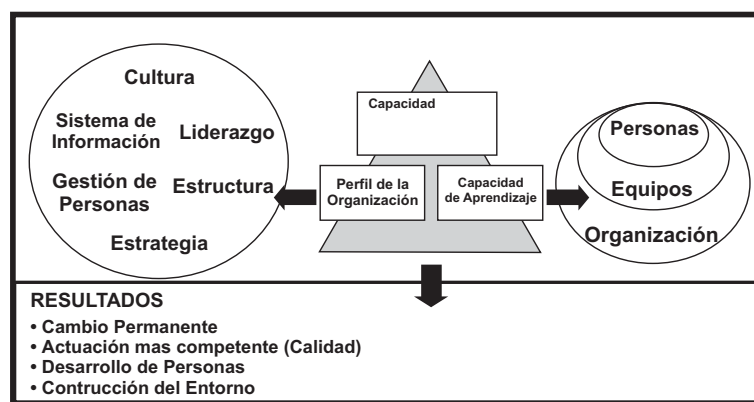 Cultura
Sistema de
Información
Liderazgo
Gestión de
Personas
Estructura
Estrategia
Capacidad
Perfil de la
Organización
Capacidad
de Aprendizaje
Personas
Equipos
Organización
RESULTADOS
• Cambio Permanente
• Actuación mas competente (Calidad)
• Desarrollo de Personas
• Contrucción del Entorno